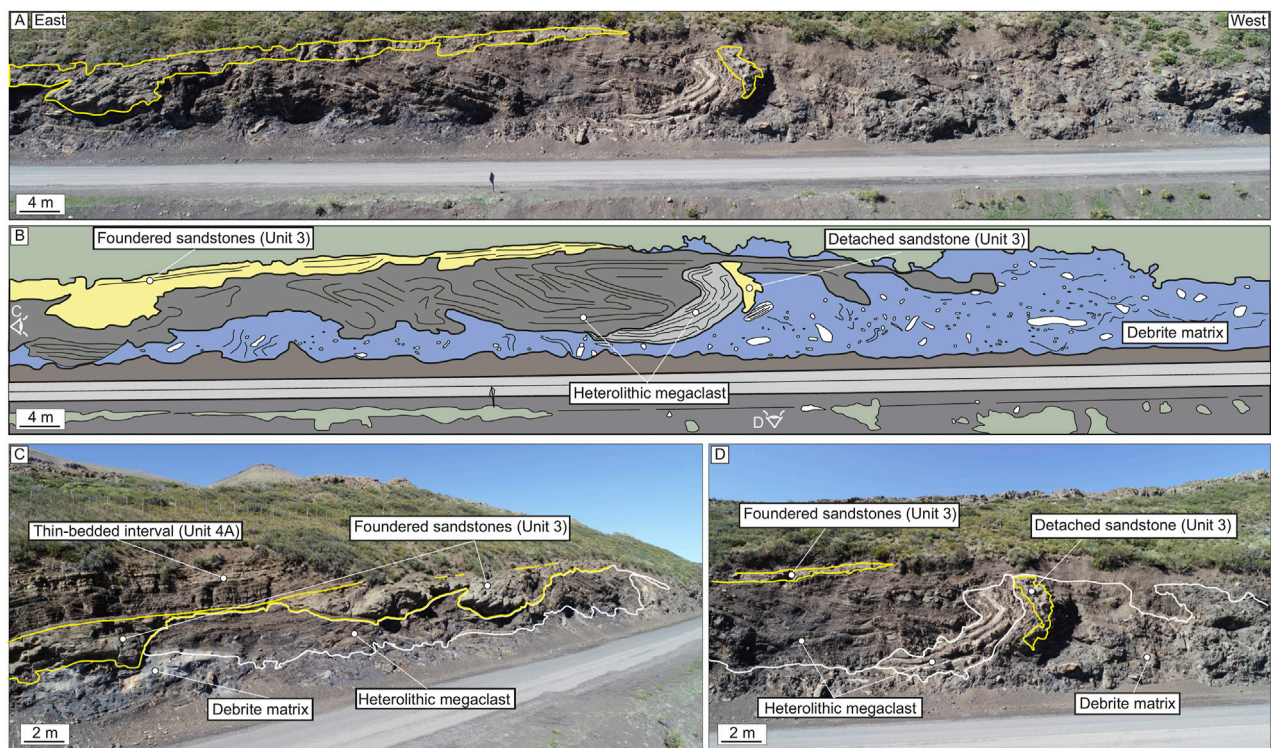 A East West
4 m
B Foundered sandstones (Unit 3) Detached sandstone (Unit 3)
C
Debrite matrix
Heterolithic megaclast
4 m
D
C
Thin-bedded interval (Unit 4A) Foundered sandstones (Unit 3)
Debrite matrix
Heterolithic megaclast
2 m
D
Foundered sandstones (Unit 3)
Detached sandstone (Unit 3)
Heterolithic megaclast
Debrite matrix
2 m